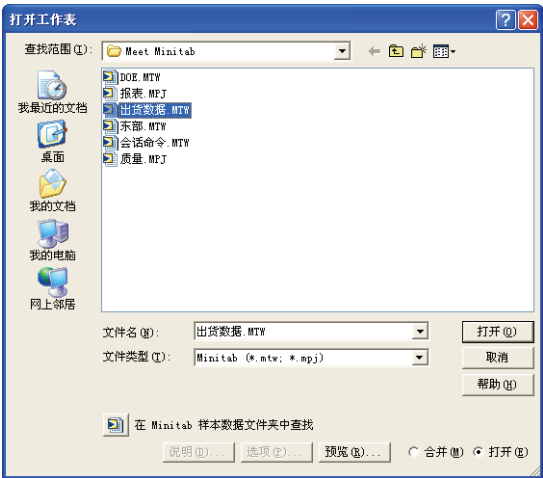 打开工作表
查找范围(I): Meet Minitab
DOE.MTW
报表.MPJ
出货数据.MTW
东部.MTW
会话命令.MTW
质量.MPJ
我最近的文档
桌面
我的文档
我的电脑
网上邻居
文件名(N): 出货数据.MTW 打开(O)
文件类型(T): Minitab (*.mtw; *.mpj) 取消
帮助(H)
在 Minitab 样本数据文件夹中查找
说明(D)... 选项(P)... 预览(R)... 合并(M) 打开(E)